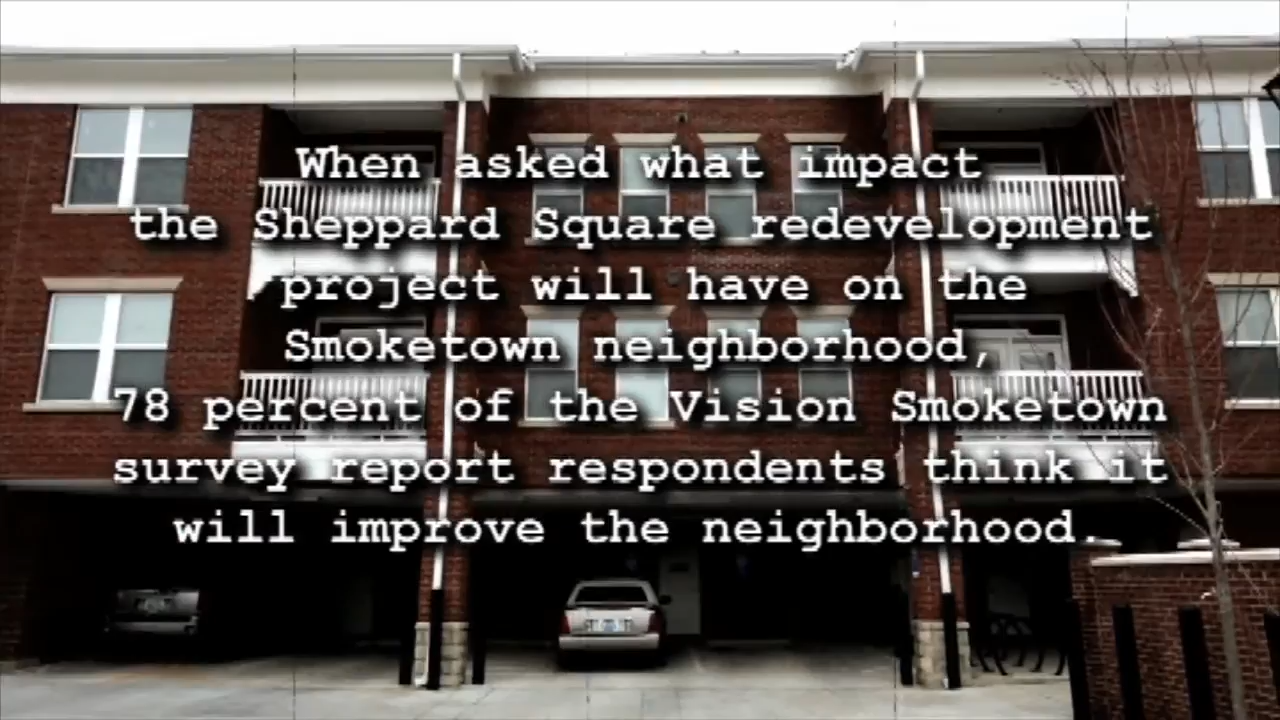 When asked what impact
the Sheppard Square redevelopment
project will have on the
Smoketown neighborhood,
78 percent of the Vision Smoketown
survey report respondents think it
will improve the neighborhood.